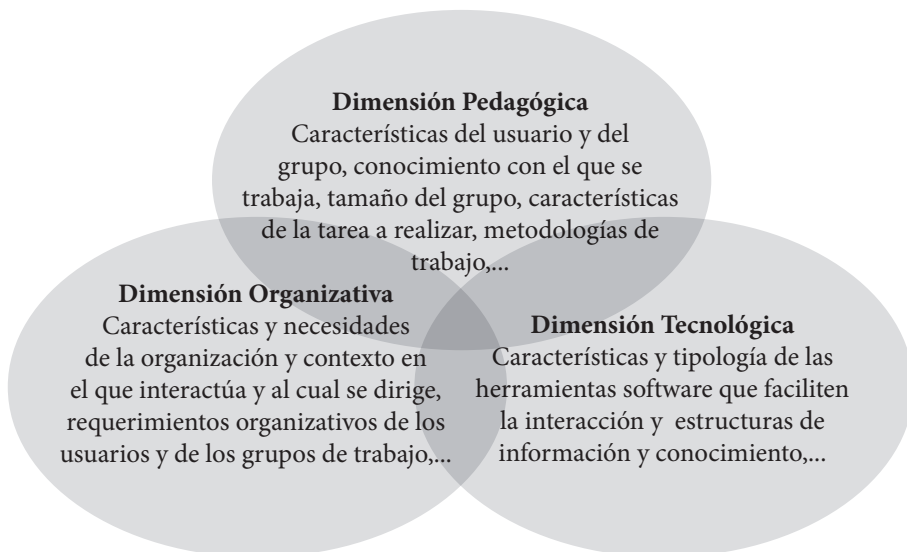 Dimensión Pedagógica
Características del usuario y del
grupo, conocimiento con el que se
trabaja, tamaño del grupo, características
de la tarea a realizar, metodologías de
trabajo,...
Dimensión Organizativa
Características y necesidades
de la organización y contexto en
el que interactúa y al cual se dirige,
requerimientos organizativos de los
usuarios y de los grupos de trabajo,...
Dimensión Tecnológica
Características y tipología de las
herramientas software que faciliten
la interacción y estructuras de
información y conocimiento,...